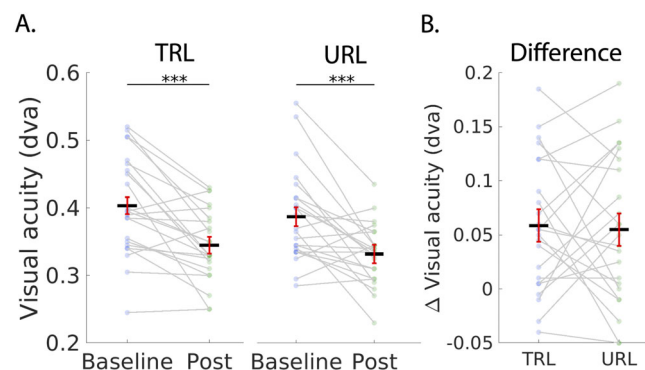 A.
TRL
URL
***
***
Visual acuity (dva)
0.6
0.5
0.4
0.3
0.2
Baseline Post
Baseline Post
B.
Difference
Δ Visual acuity (dva)
0.2
0.15
0.1
0.05
0
-0.05
TRL
URL